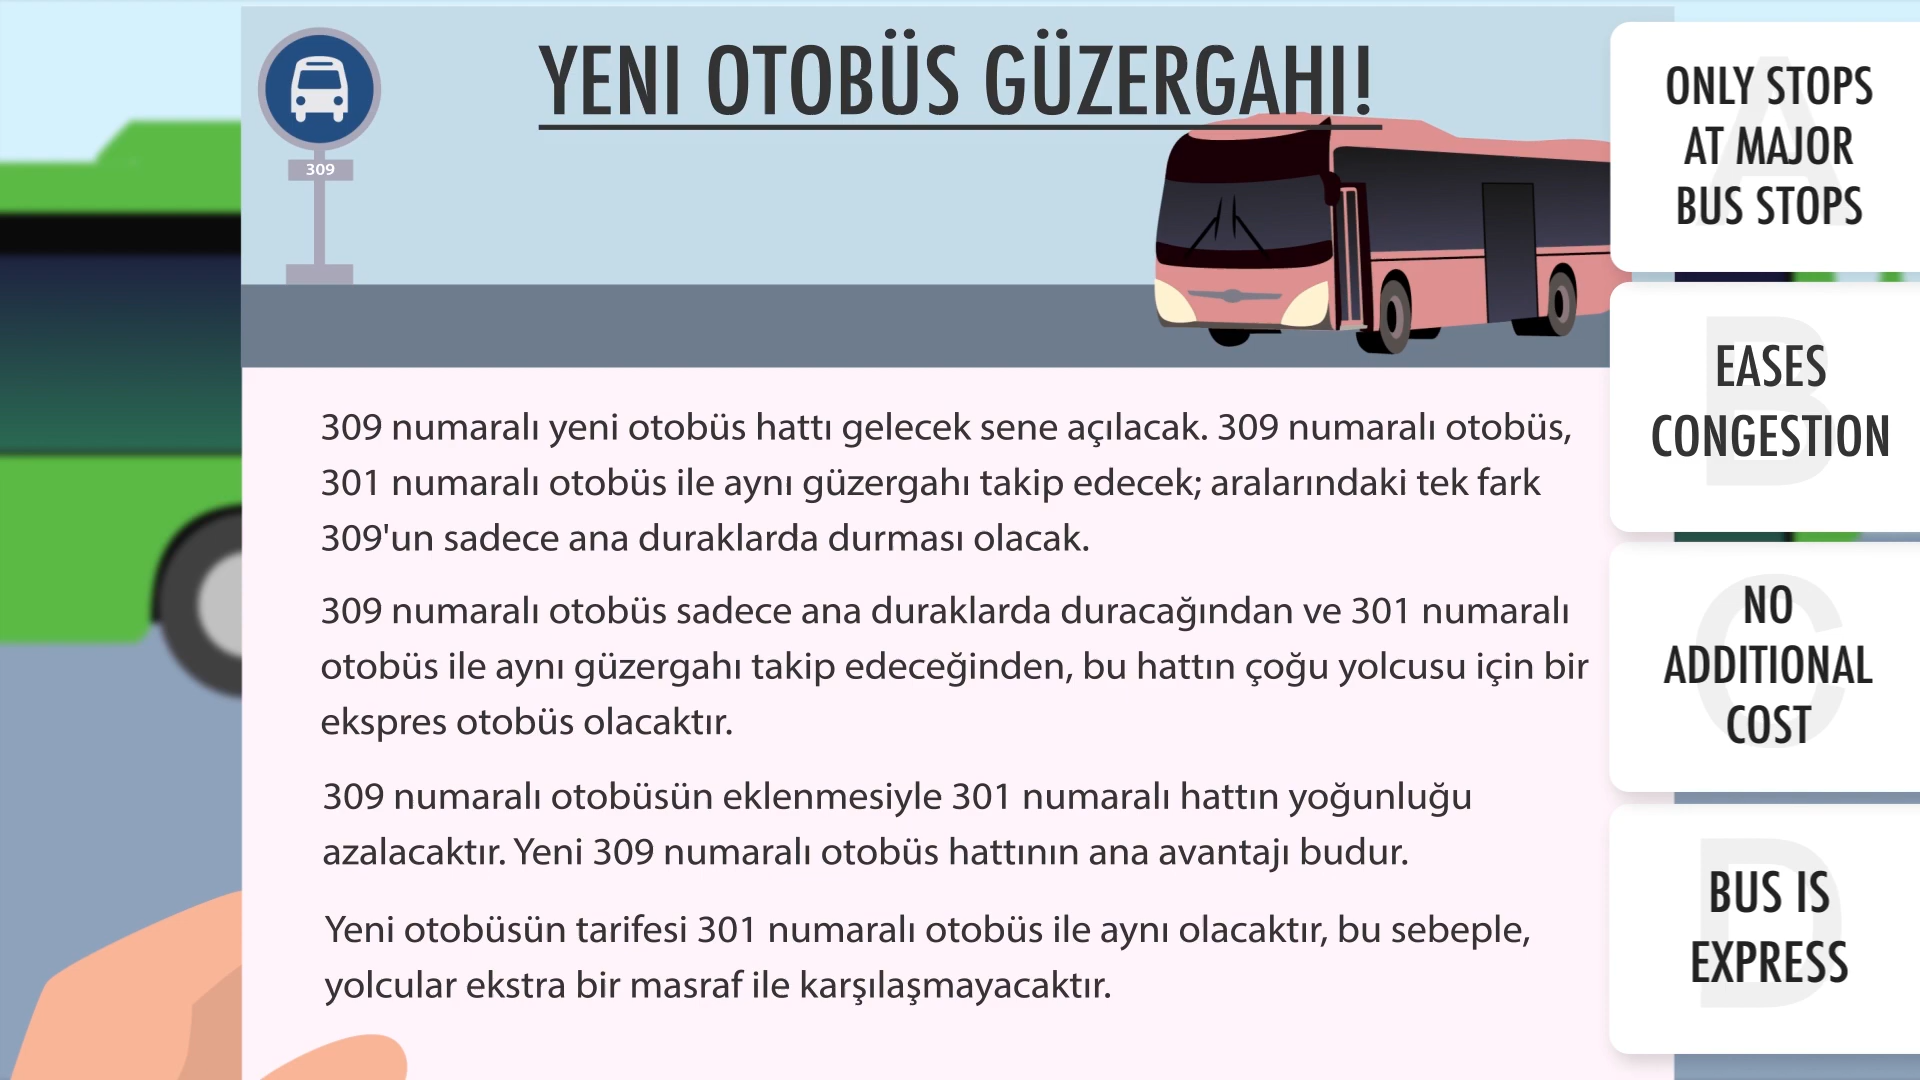 YENI OTOBÜS GÜZERGAHI!
309
309 numaralı yeni otobüs hattı gelecek sene açılacak. 309 numaralı otobüs,
301 numaralı otobüs ile aynı güzergahı takip edecek; aralarındaki tek fark
309'un sadece ana duraklarda durması olacak.
309 numaralı otobüs sadece ana duraklarda duracağından ve 301 numaralı
otobüs ile aynı güzergahı takip edeceğinden, bu hattın çoğu yolcusu için bir
ekspres otobüs olacaktır.
309 numaralı otobüsün eklenmesiyle 301 numaralı hattın yoğunluğu
azalacaktır. Yeni 309 numaralı otobüs hattının ana avantajı budur.
Yeni otobüsün tarifesi 301 numaralı otobüs ile aynı olacaktır, bu sebeple,
yolcular ekstra bir masraf ile karşılaşmayacaktır.
A
ONLY STOPS
AT MAJOR
BUS STOPS
B
EASES
CONGESTION
C
NO
ADDITIONAL
COST
D
BUS IS
EXPRESS